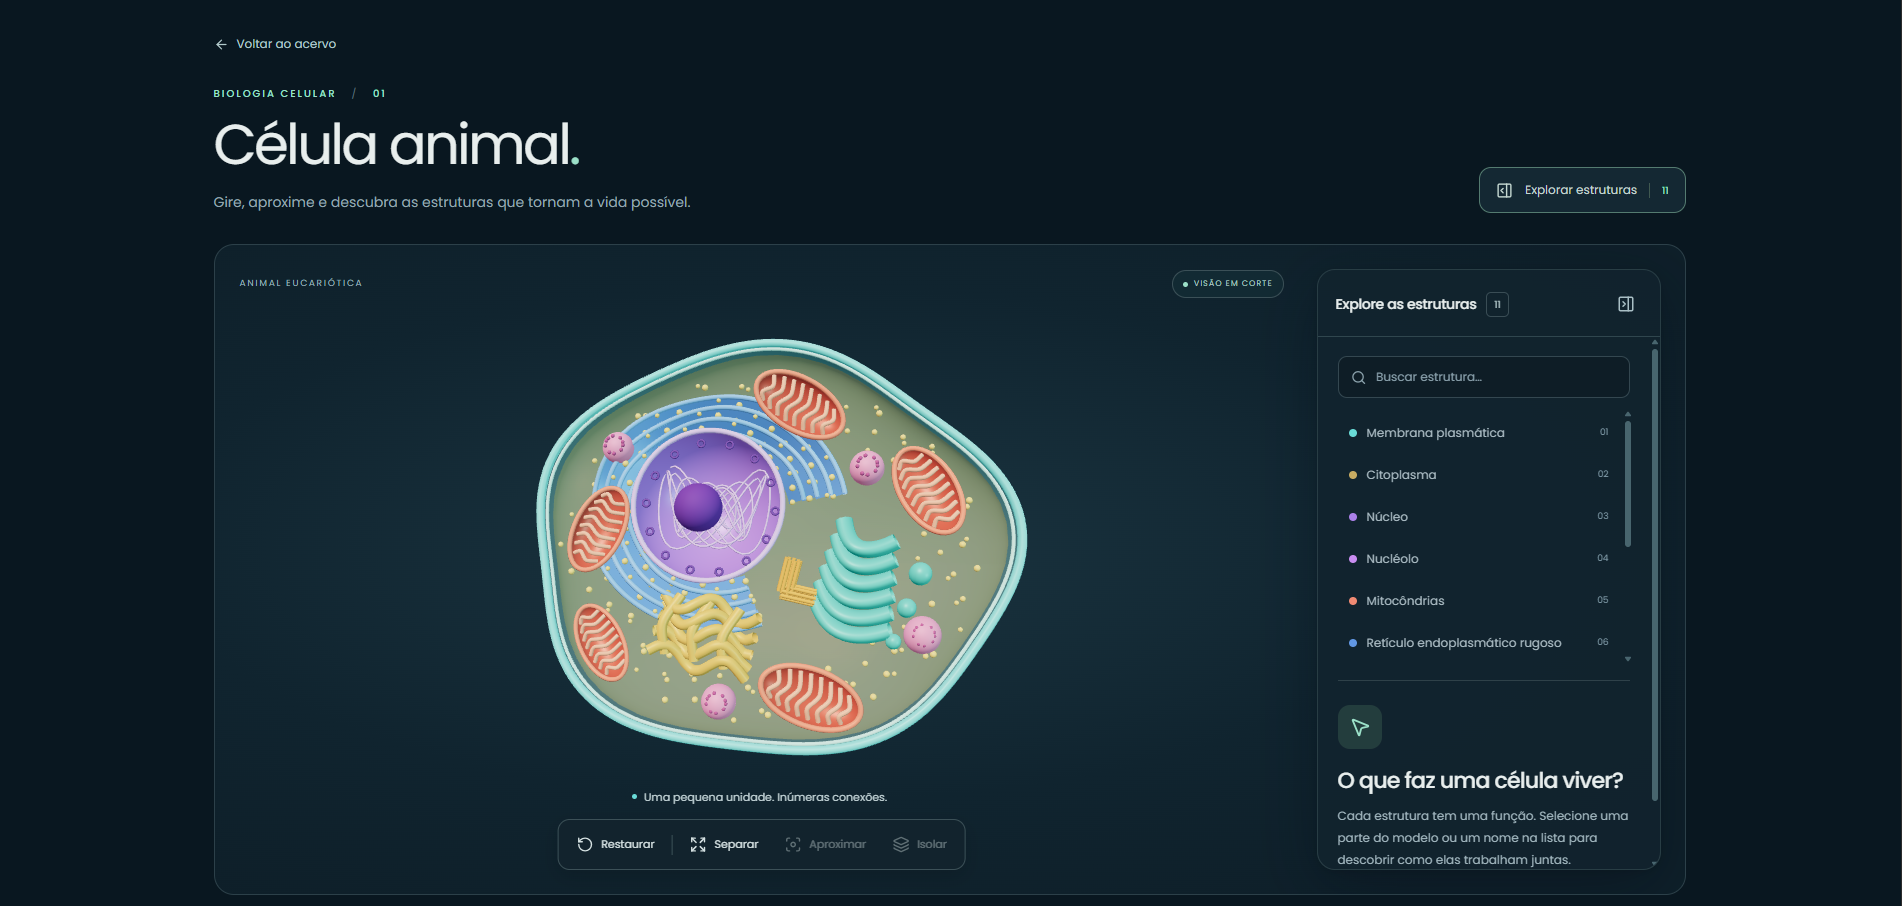 Voltar ao acervo
BIOLOGIA CELULAR / 01
Célula animal.
Gire, aproxime e descubra as estruturas que tornam a vida possível.
Explorar estruturas 11
ANIMAL EUCARIÓTICA
VISÃO EM CORTE
Uma pequena unidade. Inúmeras conexões.
Restaurar Separar Aproximar Isolar
Explore as estruturas 11
Buscar estrutura...
Membrana plasmática 01
Citoplasma 02
Núcleo 03
Nucléolo 04
Mitocôndrias 05
Retículo endoplasmático rugoso 06
O que faz uma célula viver?
Cada estrutura tem uma função. Selecione uma
parte do modelo ou um nome na lista para
descobrir como elas trabalham juntas.